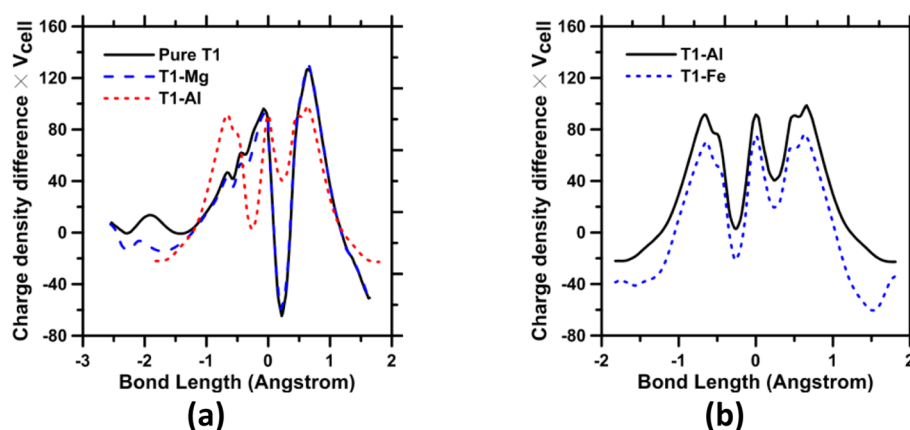 160
120
80
40
0
-40
-80
Charge density difference × Vcell
Pure T1
T1-Mg
T1-Al
-3 -2 -1 0 1 2
Bond Length (Angstrom)
(a)
160
120
80
40
0
-40
-80
Charge density difference × Vcell
T1-Al
T1-Fe
-2 -1 0 1 2
Bond Length (Angstrom)
(b)